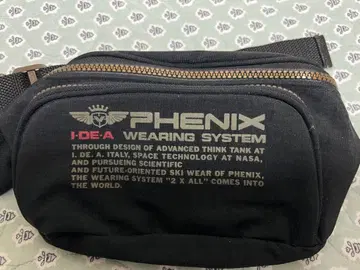 PHENIX
I·DE·A WEARING SYSTEM
THROUGH DESIGN OF ADVANCED THINK TANK AT
I. DE. A. ITALY, SPACE TECHNOLOGY AT NASA,
AND PURSUEING SCIENTIFIC
AND FUTURE-ORIENTED SKI WEAR OF PHENIX,
THE WEARING SYSTEM "2 X ALL" COMES INTO
THE WORLD.